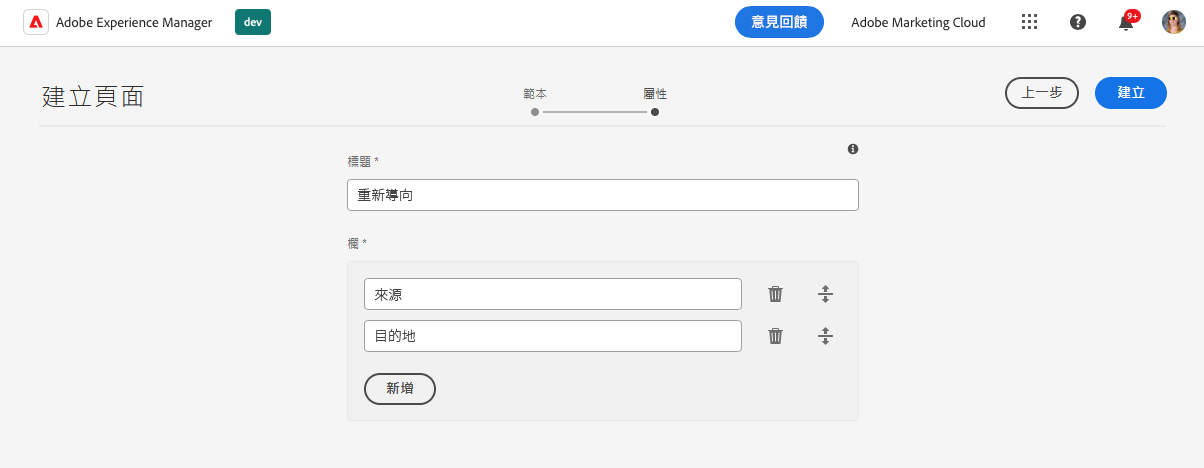 Adobe Experience Manager dev 意見回饋 Adobe Marketing Cloud 9+
建立頁面 範本 屬性 上一步 建立
標題 *
重新導向
欄 *
來源
目的地
新增